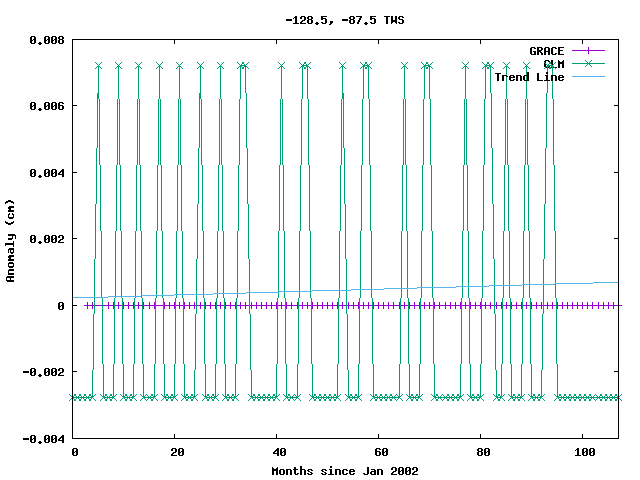 -128.5, -87.5 TWS
GRACE
CLM
Trend Line
0.008
0.006
0.004
0.002
0
-0.002
-0.004
Anomaly (cm)
0 20 40 60 80 100
Months since Jan 2002